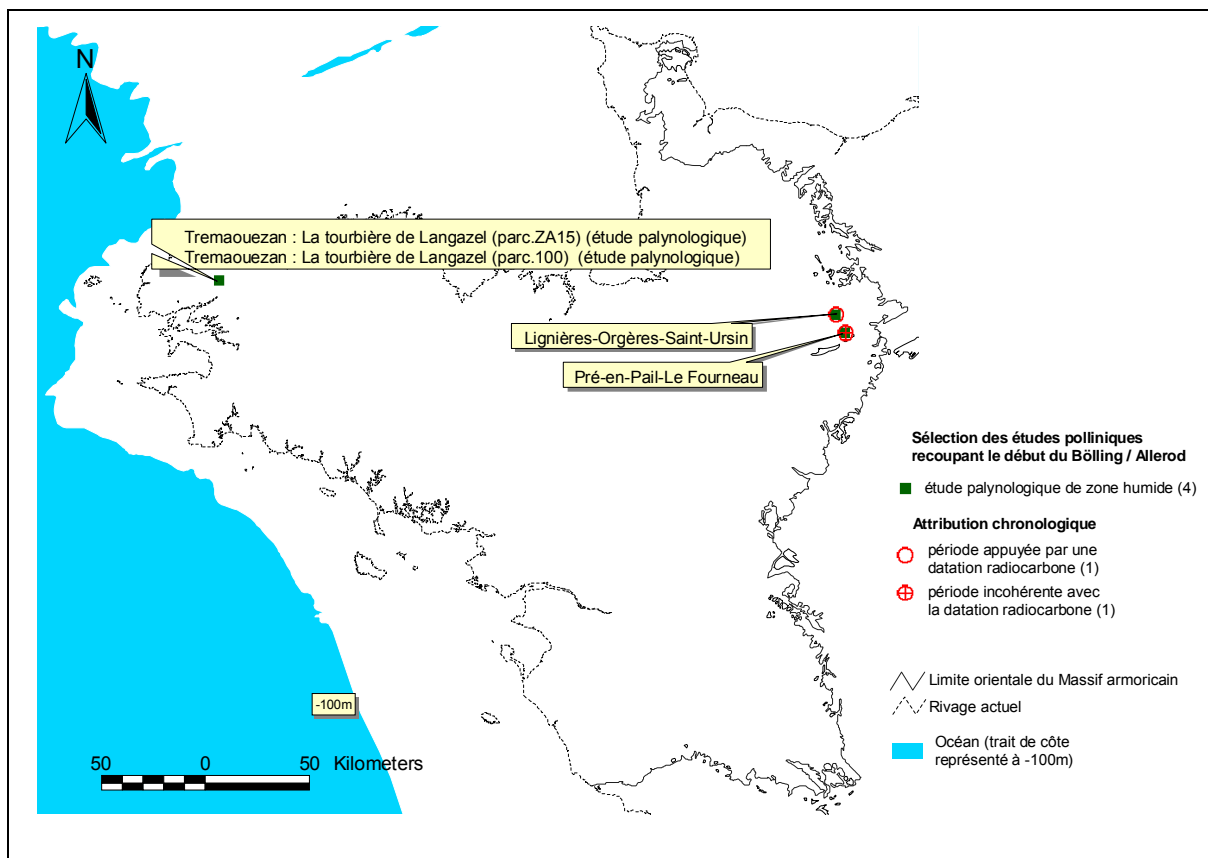 N
Tremaouezan : La tourbière de Langazel (parc.ZA15) (étude palynologique)
Tremaouezan : La tourbière de Langazel (parc.100) (étude palynologique)
Lignières-Orgères-Saint-Ursin
Pré-en-Pail-Le Fourneau
Sélection des études polliniques
recoupant le début du Bölling / Allerod
étude palynologique de zone humide (4)
Attribution chronologique
période appuyée par une
datation radiocarbone (1)
période incohérente avec
la datation radiocarbone (1)
Limite orientale du Massif armoricain
Rivage actuel
Océan (trait de côte
représenté à -100m)
-100m
50 0 50 Kilometers